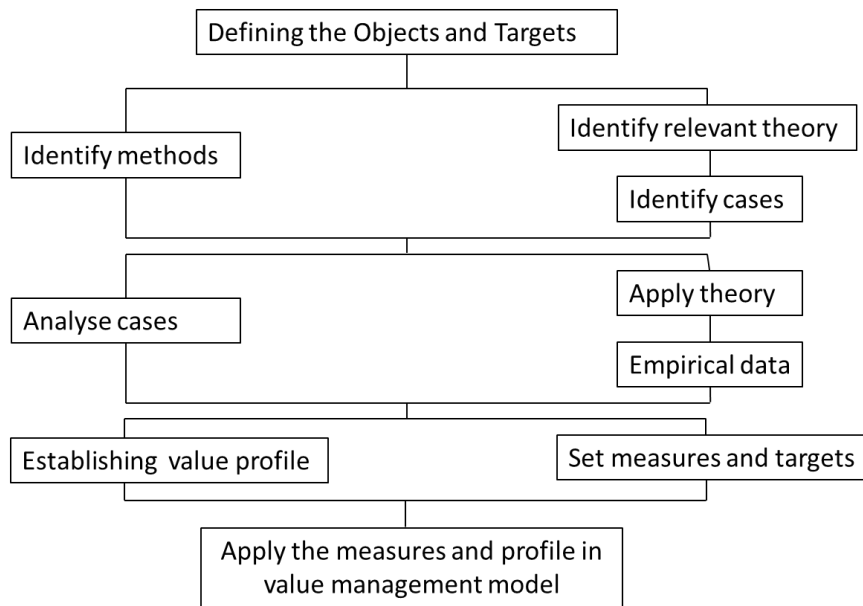 Defining the Objects and Targets
Identify methods
Identify relevant theory
Identify cases
Analyse cases
Apply theory
Empirical data
Establishing value profile
Set measures and targets
Apply the measures and profile in
value management model